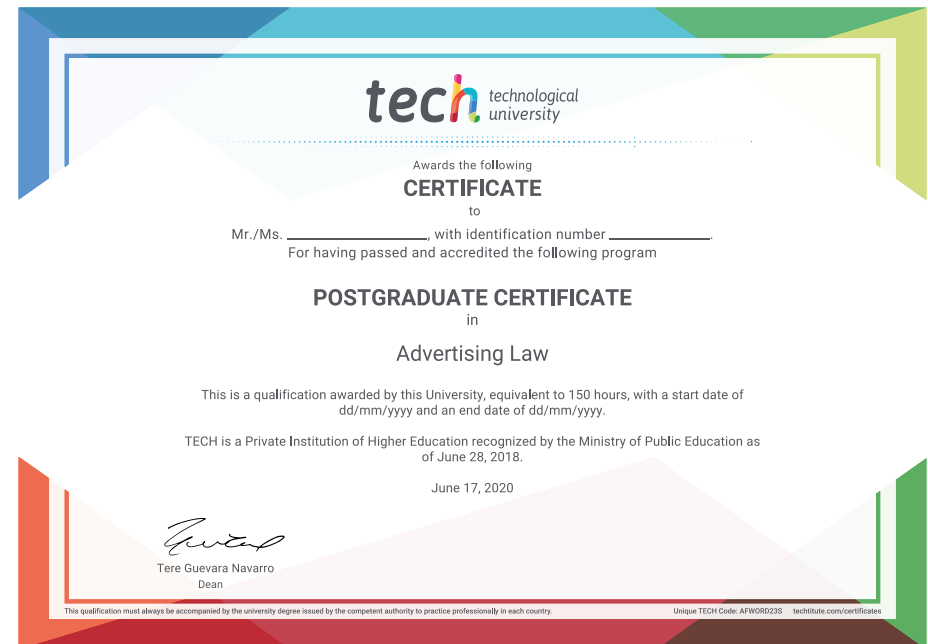 tech technological
university
Awards the following
CERTIFICATE
to
Mr./Ms. ____________________, with identification number ______________.
For having passed and accredited the following program
POSTGRADUATE CERTIFICATE
in
Advertising Law
This is a qualification awarded by this University, equivalent to 150 hours, with a start date of
dd/mm/yyyy and an end date of dd/mm/yyyy.
TECH is a Private Institution of Higher Education recognized by the Ministry of Public Education as
of June 28, 2018.
June 17, 2020
Tere Guevara Navarro
Dean
This qualification must always be accompanied by the university degree issued by the competent authority to practice professionally in each country. Unique TECH Code: AFWORD23S techtitute.com/certificates